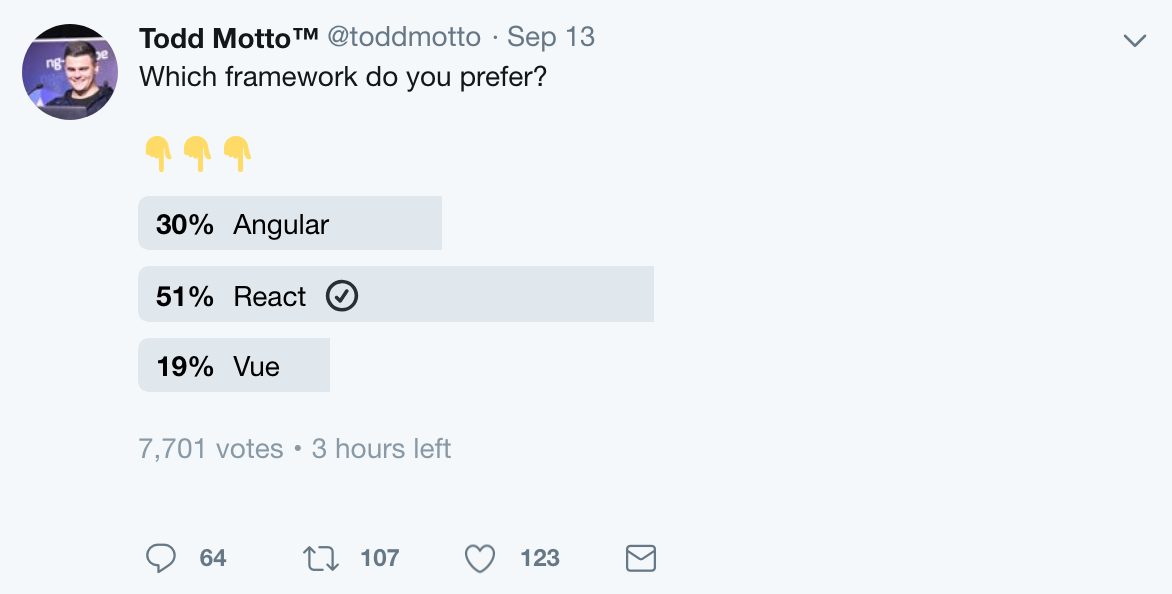 Todd Motto™ @toddmotto · Sep 13
Which framework do you prefer?
👇👇👇
30% Angular
51% React
19% Vue
7,701 votes • 3 hours left
64 107 123